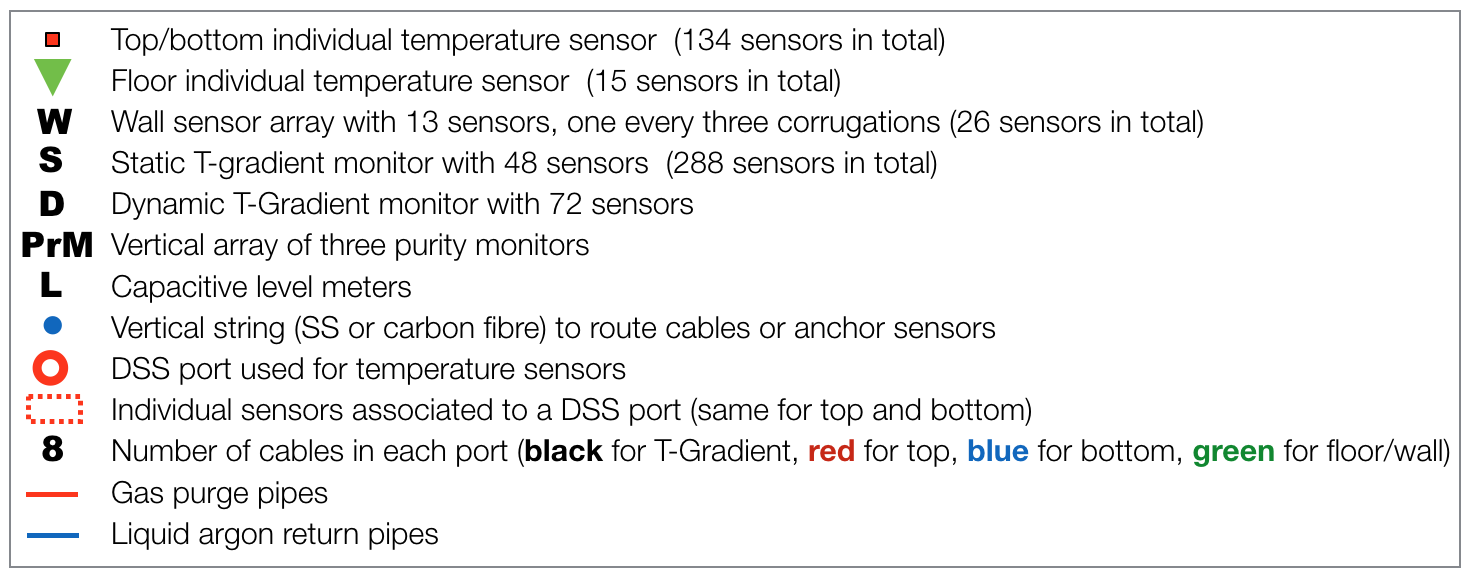 Top/bottom individual temperature sensor (134 sensors in total)
Floor individual temperature sensor (15 sensors in total)
W Wall sensor array with 13 sensors, one every three corrugations (26 sensors in total)
S Static T-gradient monitor with 48 sensors (288 sensors in total)
D Dynamic T-Gradient monitor with 72 sensors
PrM Vertical array of three purity monitors
L Capacitive level meters
Vertical string (SS or carbon fibre) to route cables or anchor sensors
DSS port used for temperature sensors
Individual sensors associated to a DSS port (same for top and bottom)
8 Number of cables in each port (black for T-Gradient, red for top, blue for bottom, green for floor/wall)
Gas purge pipes
Liquid argon return pipes